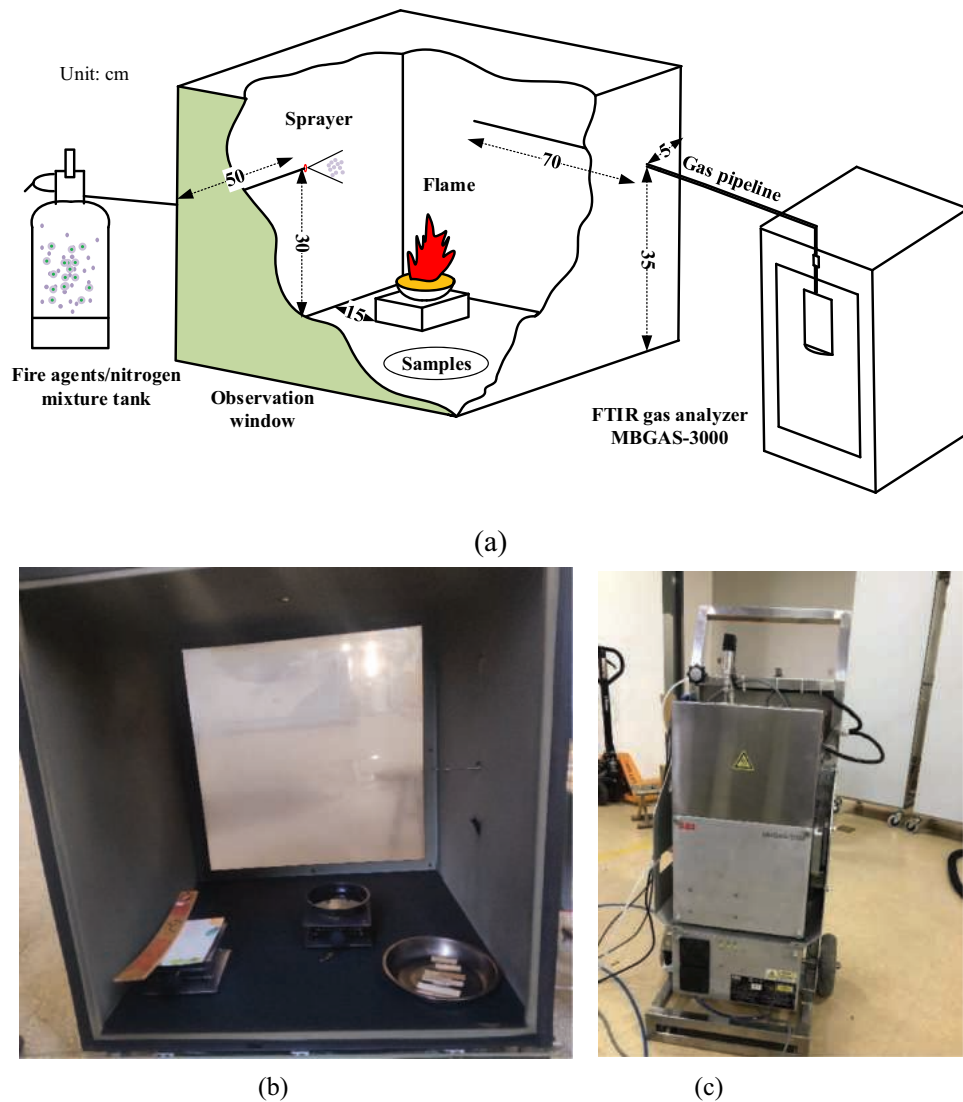 Unit: cm
Sprayer
5
Gas pipeline
50
70
Flame
30
35
15
Samples
Fire agents/nitrogen
mixture tank
Observation
window
FTIR gas analyzer
MBGAS-3000
(a)
ABB
(b)
(c)